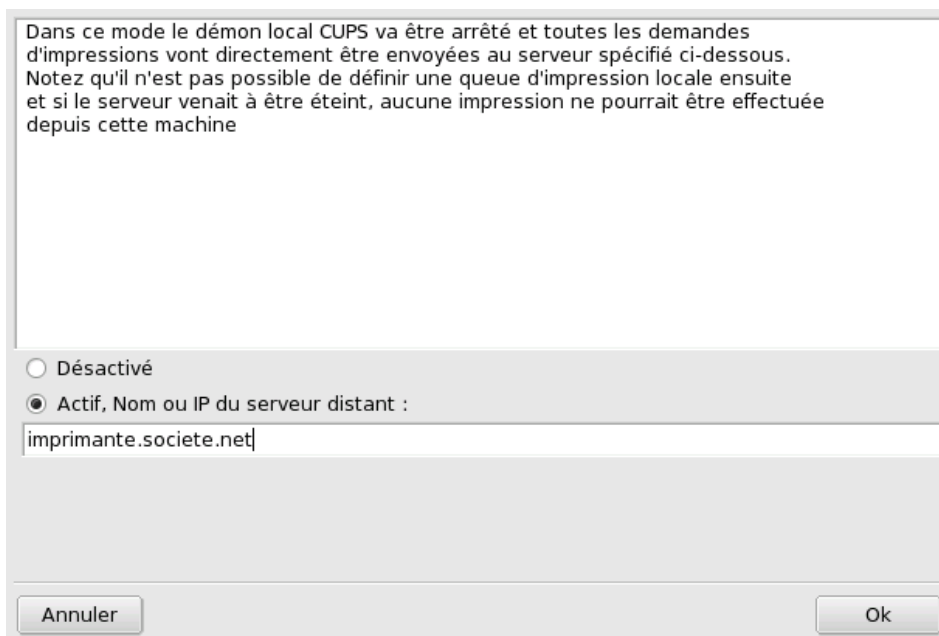 Dans ce mode le démon local CUPS va être arrêté et toutes les demandes
d'impressions vont directement être envoyées au serveur spécifié ci-dessous.
Notez qu'il n'est pas possible de définir une queue d'impression locale ensuite
et si le serveur venait à être éteint, aucune impression ne pourrait être effectuée
depuis cette machine
Désactivé
Actif, Nom ou IP du serveur distant :
imprimante.societe.net
Annuler
Ok